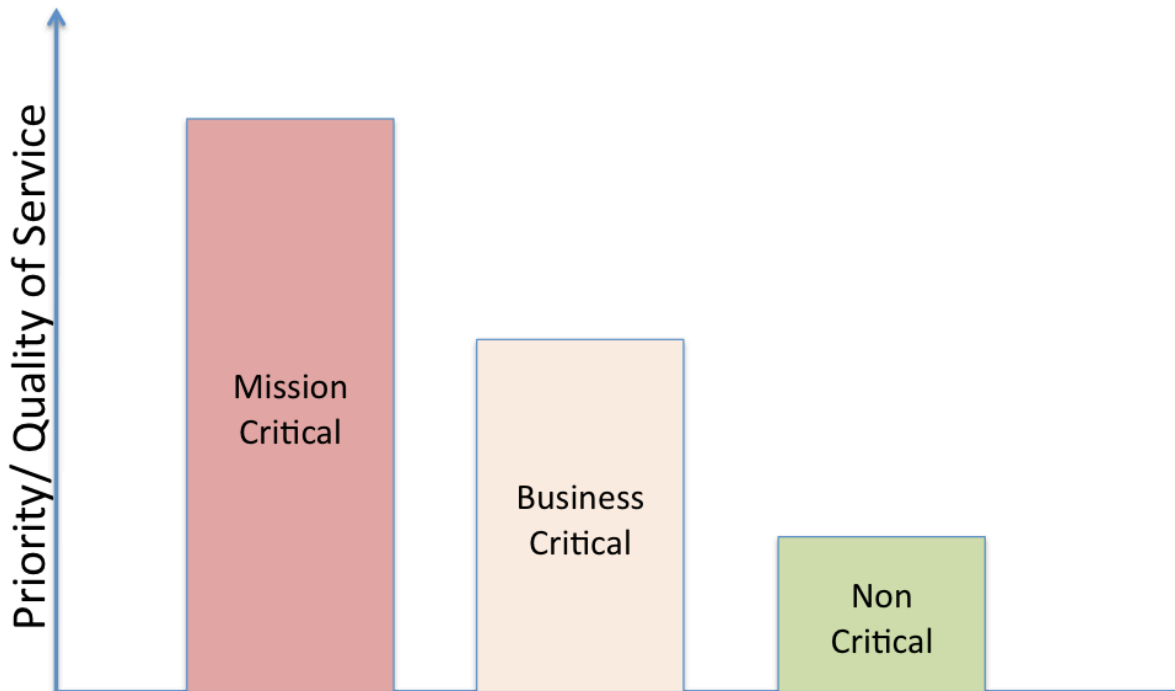 Priority/ Quality of Service
Mission
Critical
Business
Critical
Non
Critical